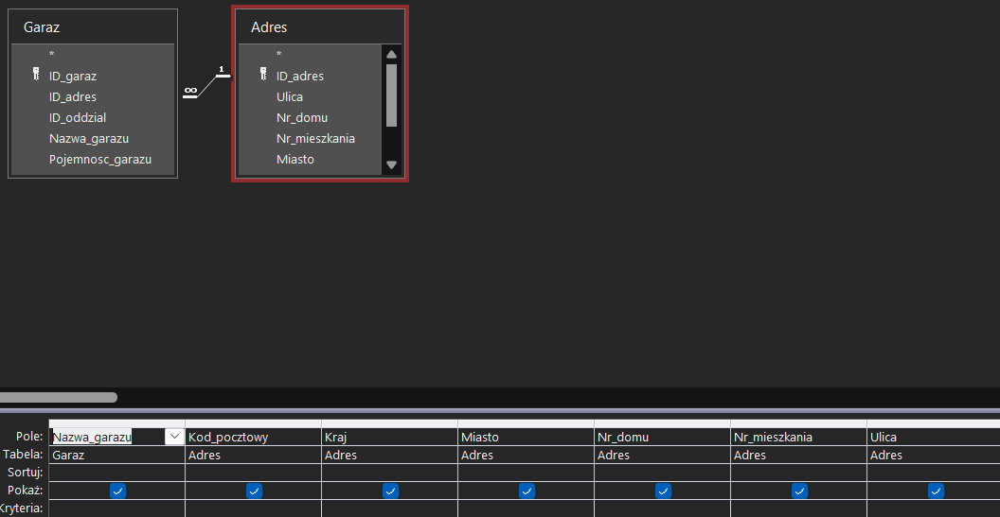 Garaz
*
ID_garaz
ID_adres
ID_oddzial
Nazwa_garazu
Pojemnosc_garazu
∞
1
Adres
*
ID_adres
Ulica
Nr_domu
Nr_mieszkania
Miasto
Pole: Nazwa_garazu Kod_pocztowy Kraj Miasto Nr_domu Nr_mieszkania Ulica
Tabela: Garaz Adres Adres Adres Adres Adres Adres
Sortuj:
Pokaż:
Kryteria: